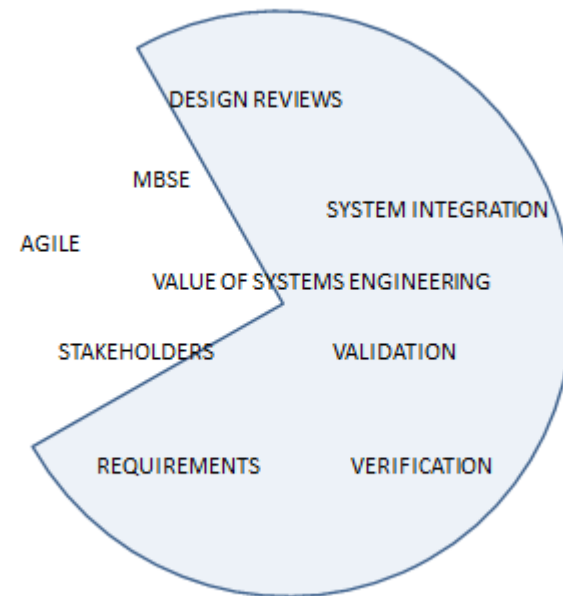 DESIGN REVIEWS
MBSE
SYSTEM INTEGRATION
AGILE
VALUE OF SYSTEMS ENGINEERING
STAKEHOLDERS
VALIDATION
REQUIREMENTS
VERIFICATION